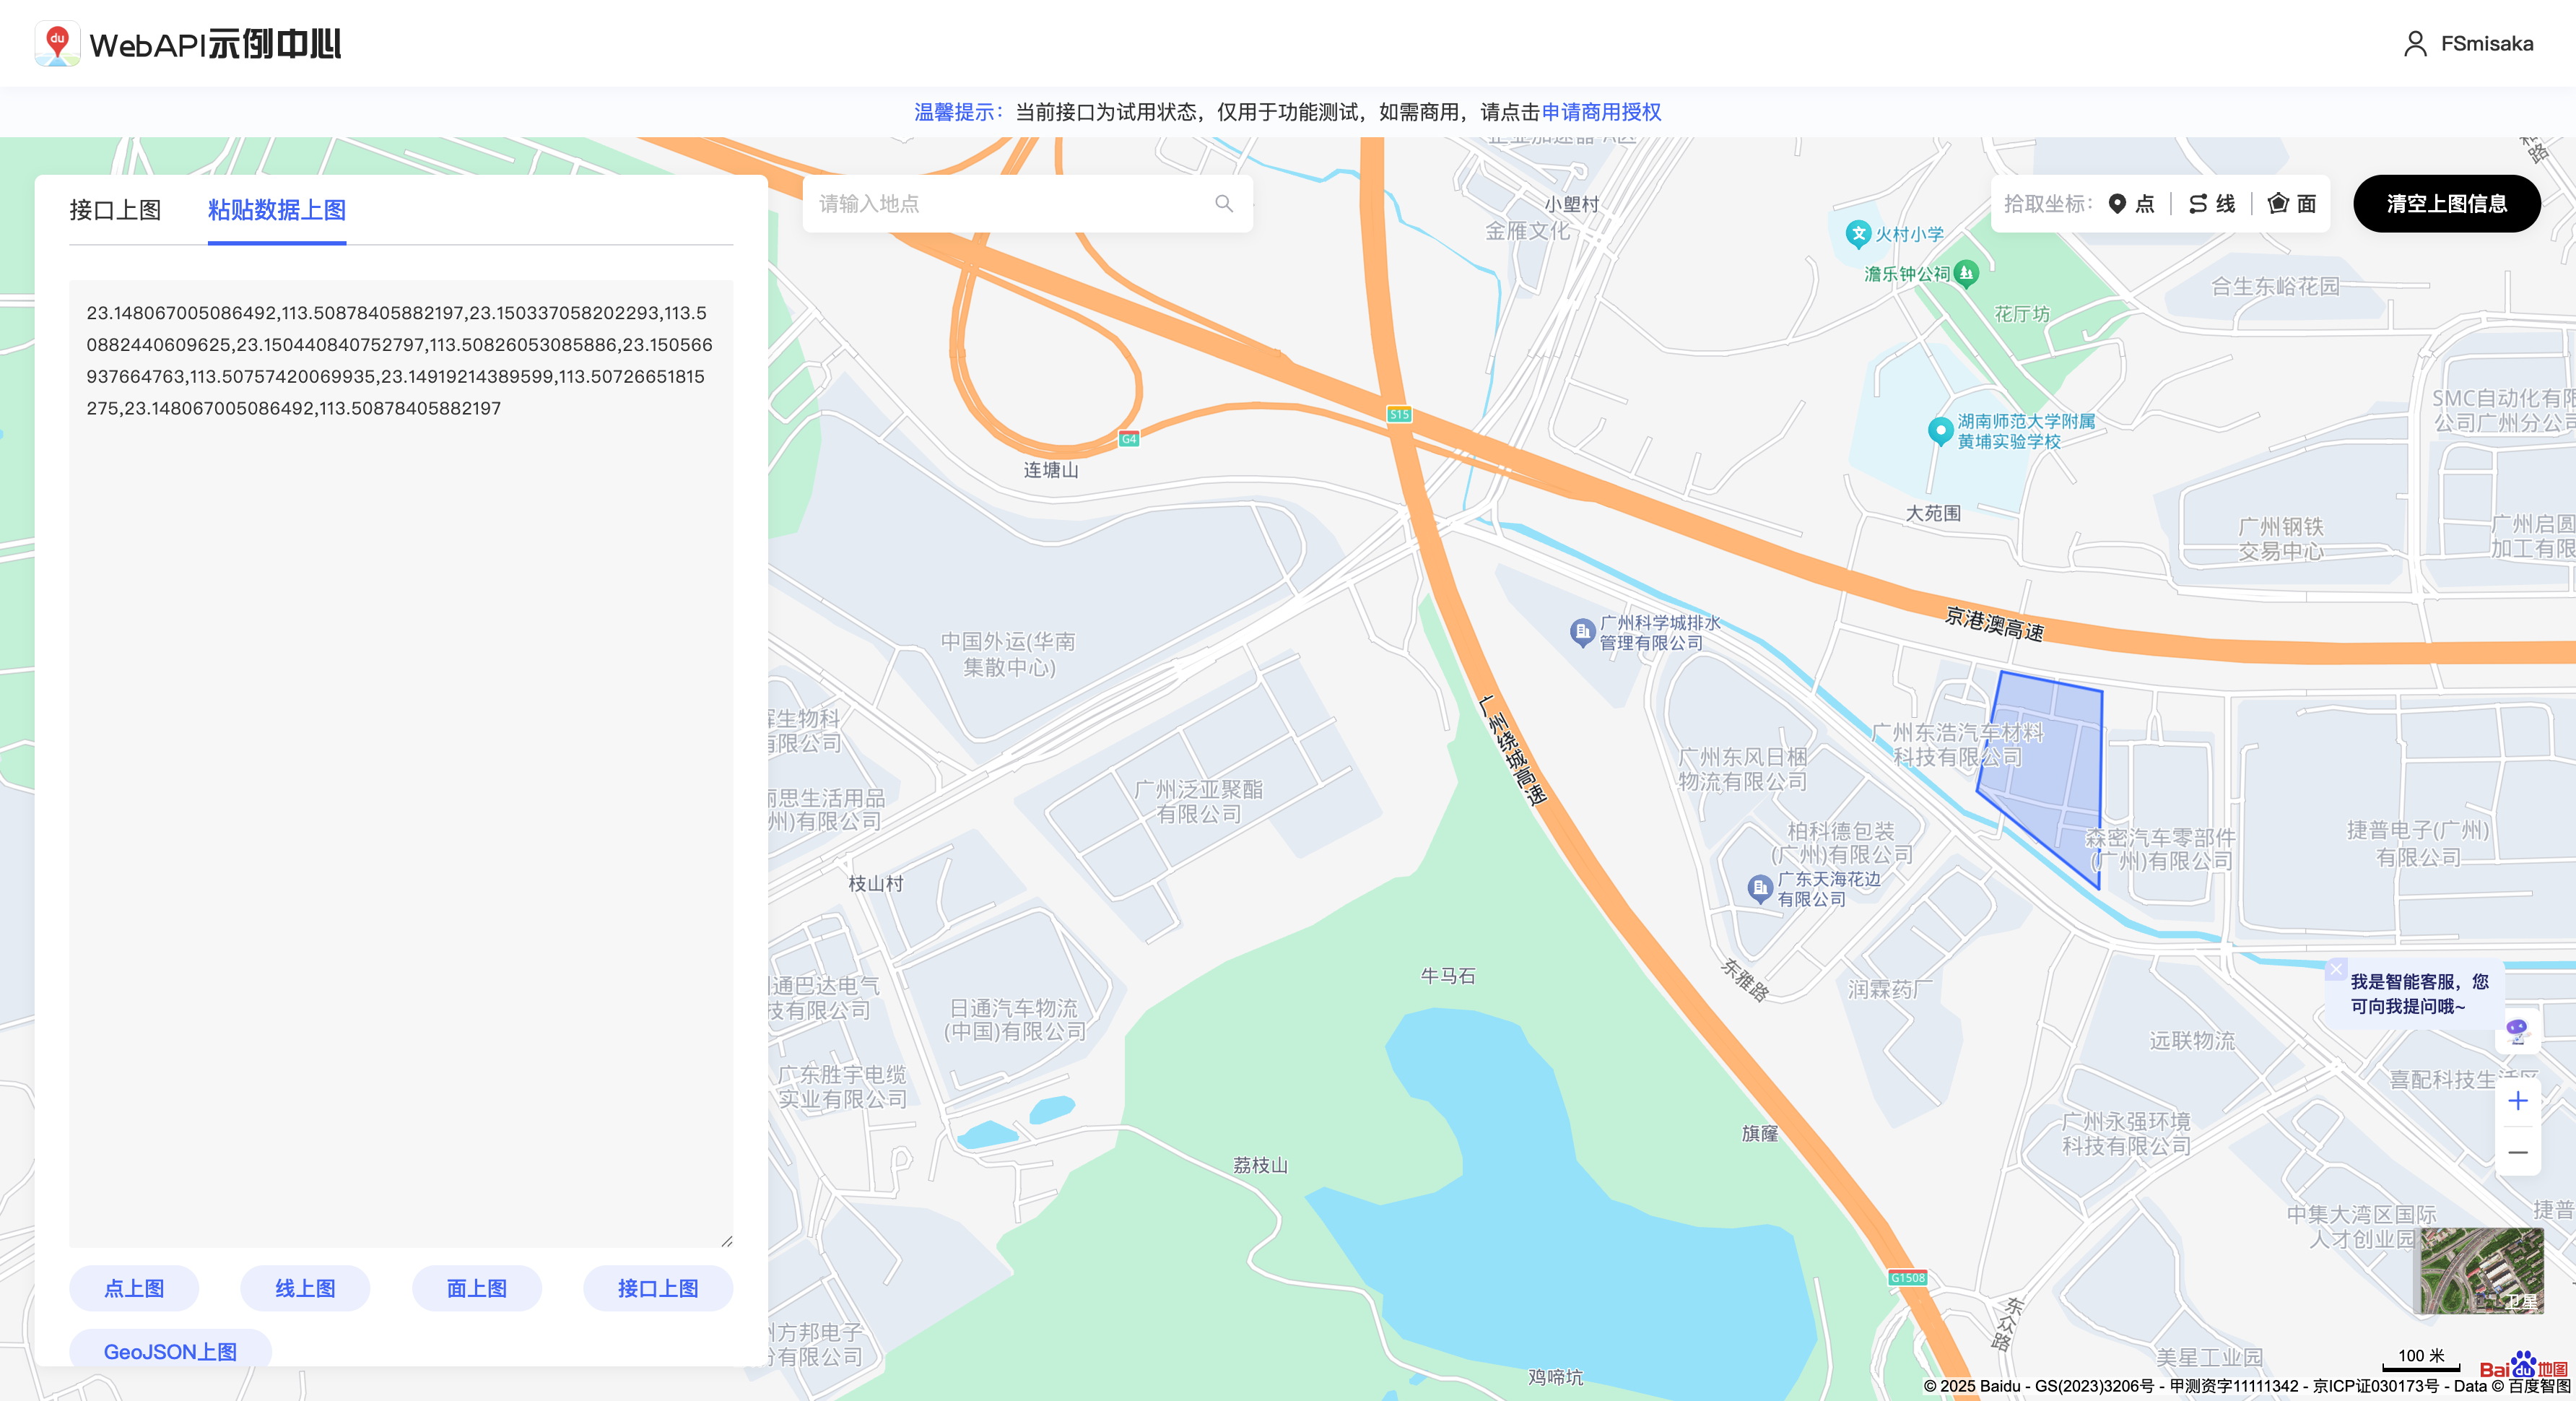 du WebAPI示例中心
FSmisaka
温馨提示：当前接口为试用状态，仅用于功能测试，如需商用，请点击申请商用授权
接口上图
粘贴数据上图
请输入地点
拾取坐标：
点
线
面
清空上图信息
23.148067005086492,113.50878405882197,23.150337058202293,113.5
0882440609625,23.150440840752797,113.50826053085886,23.150566
937664763,113.50757420069935,23.14919214389599,113.50726651815
275,23.148067005086492,113.50878405882197
小塱村
金雁文化
火村小学
澹乐钟公祠
花厅坊
合生东峪花园
SMC自动化有限
公司广州分公司
S15
G4
连塘山
湖南师范大学附属
黄埔实验学校
大苑围
广州钢铁
交易中心
广州启圆
加工有限
京港澳高速
广州科学城排水
管理有限公司
中国外运(华南
集散中心)
广州绕城高速
广州东浩汽车材料
科技有限公司
广州东风日梱
物流有限公司
广州泛亚聚酯
有限公司
生物科
有限公司
思生活用品
州)有限公司
柏科德包装
(广州)有限公司
森密汽车零部件
(广州)有限公司
捷普电子(广州)
有限公司
广东天海花边
有限公司
枝山村
牛马石
东雅路
润霖药厂
通巴达电气
技有限公司
日通汽车物流
(中国)有限公司
我是智能客服，您
可向我提问哦~
远联物流
喜配科技生活区
广东胜宇电缆
实业有限公司
广州永强环境
科技有限公司
旗窿
荔枝山
中集大湾区国际
人才创业园
捷普
卫星
G1508
东众路
州方邦电子
份有限公司
鸡啼坑
美星工业园
点上图
线上图
面上图
接口上图
GeoJSON上图
100 米
Bai du 地图
© 2025 Baidu - GS(2023)3206号 - 甲测资字11111342 - 京ICP证030173号 - Data © 百度智图